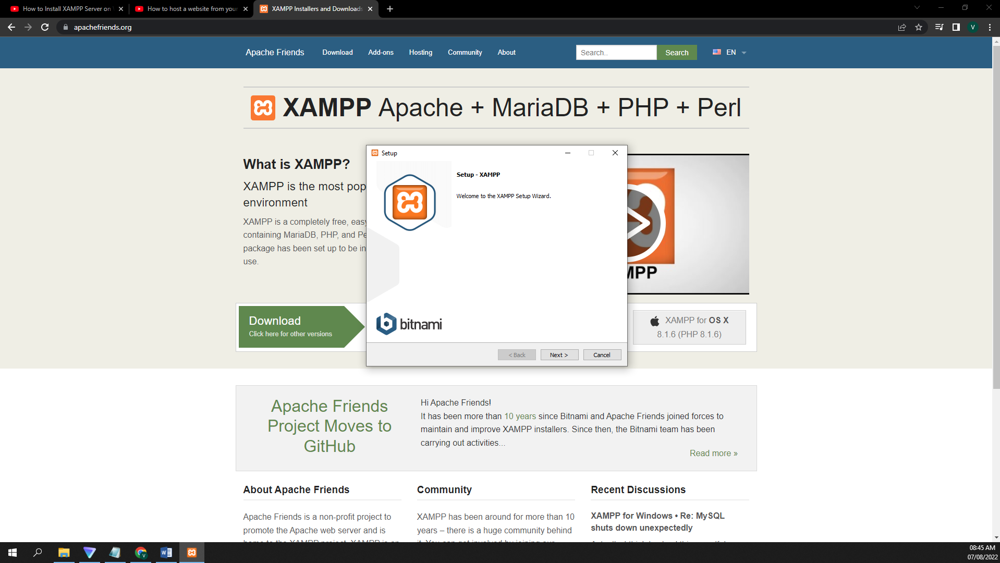 How to Install XAMPP Server on
How to host a website from your
XAMPP Installers and Downloads
apachefriends.org
V
Apache Friends
Download
Add-ons
Hosting
Community
About
Search..
Search
EN
XAMPP Apache + MariaDB + PHP + Perl
What is XAMPP?
XAMPP is the most pop
environment
XAMPP is a completely free, easy
containing MariaDB, PHP, and Pe
package has been set up to be in
use.
Setup
Setup - XAMPP
Welcome to the XAMPP Setup Wizard.
bitnami
< Back
Next >
Cancel
MPP
Download
Click here for other versions
XAMPP for OS X
8.1.6 (PHP 8.1.6)
Apache Friends
Project Moves to
GitHub
Hi Apache Friends!
It has been more than 10 years since Bitnami and Apache Friends joined forces to
maintain and improve XAMPP installers. Since then, the Bitnami team has been
carrying out activities...
Read more »
About Apache Friends
Apache Friends is a non-profit project to
promote the Apache web server and is
Community
XAMPP has been around for more than 10
years – there is a huge community behind
Recent Discussions
XAMPP for Windows • Re: MySQL
shuts down unexpectedly
08:45 AM
07/08/2022